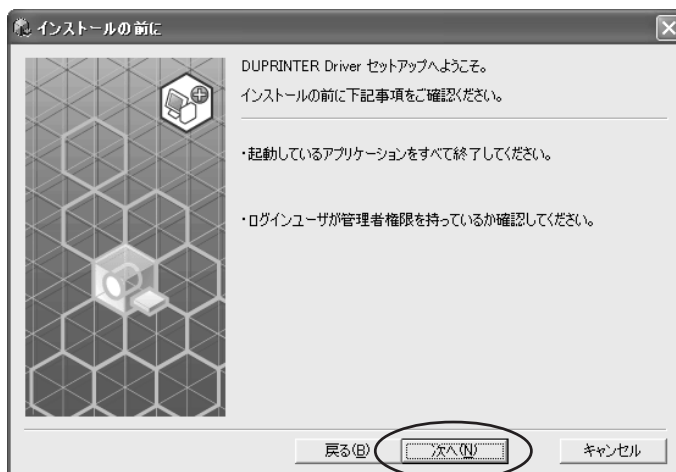 インストールの前に
DUPRINTER Driver セットアップへようこそ。
インストールの前に下記事項をご確認ください。
・起動しているアプリケーションをすべて終了してください。
・ログインユーザが管理者権限を持っているか確認してください。
戻る(B) 次へ(N) キャンセル